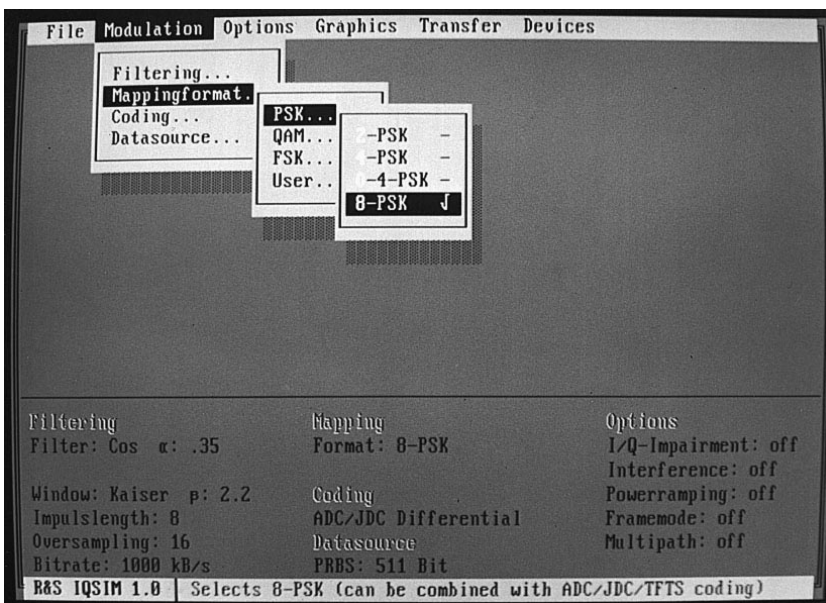 File Modulation Options Graphics Transfer Devices
Filtering...
Mappingformat.
Coding...
Datasource...
PSK...
QAM...
FSK...
User..
2-PSK -
4-PSK -
0-4-PSK -
8-PSK √
Filtering
Filter: Cos α: .35
Window: Kaiser β: 2.2
Impulslength: 8
Oversampling: 16
Bitrate: 1000 kB/s
Mapping
Format: 8-PSK
Coding
ADC/JDC Differential
Datasource
PRBS: 511 Bit
Options
I/Q-Impairment: off
Interference: off
Powerramping: off
Framemode: off
Multipath: off
R&S IQSIM 1.0 Selects 8-PSK (can be combined with ADC/JDC/TFTS coding)